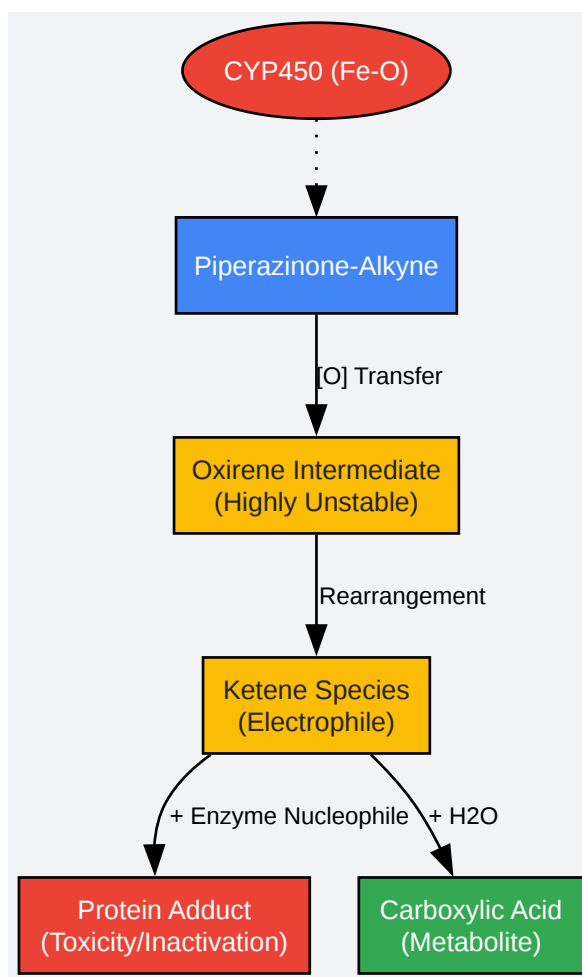 CYP450 (Fe-O)
Piperazinone-Alkyne
[O] Transfer
Oxirene Intermediate
(Highly Unstable)
Rearrangement
Ketene Species
(Electrophile)
+ Enzyme Nucleophile
+ H2O
Protein Adduct
(Toxicity/Inactivation)
Carboxylic Acid
(Metabolite)